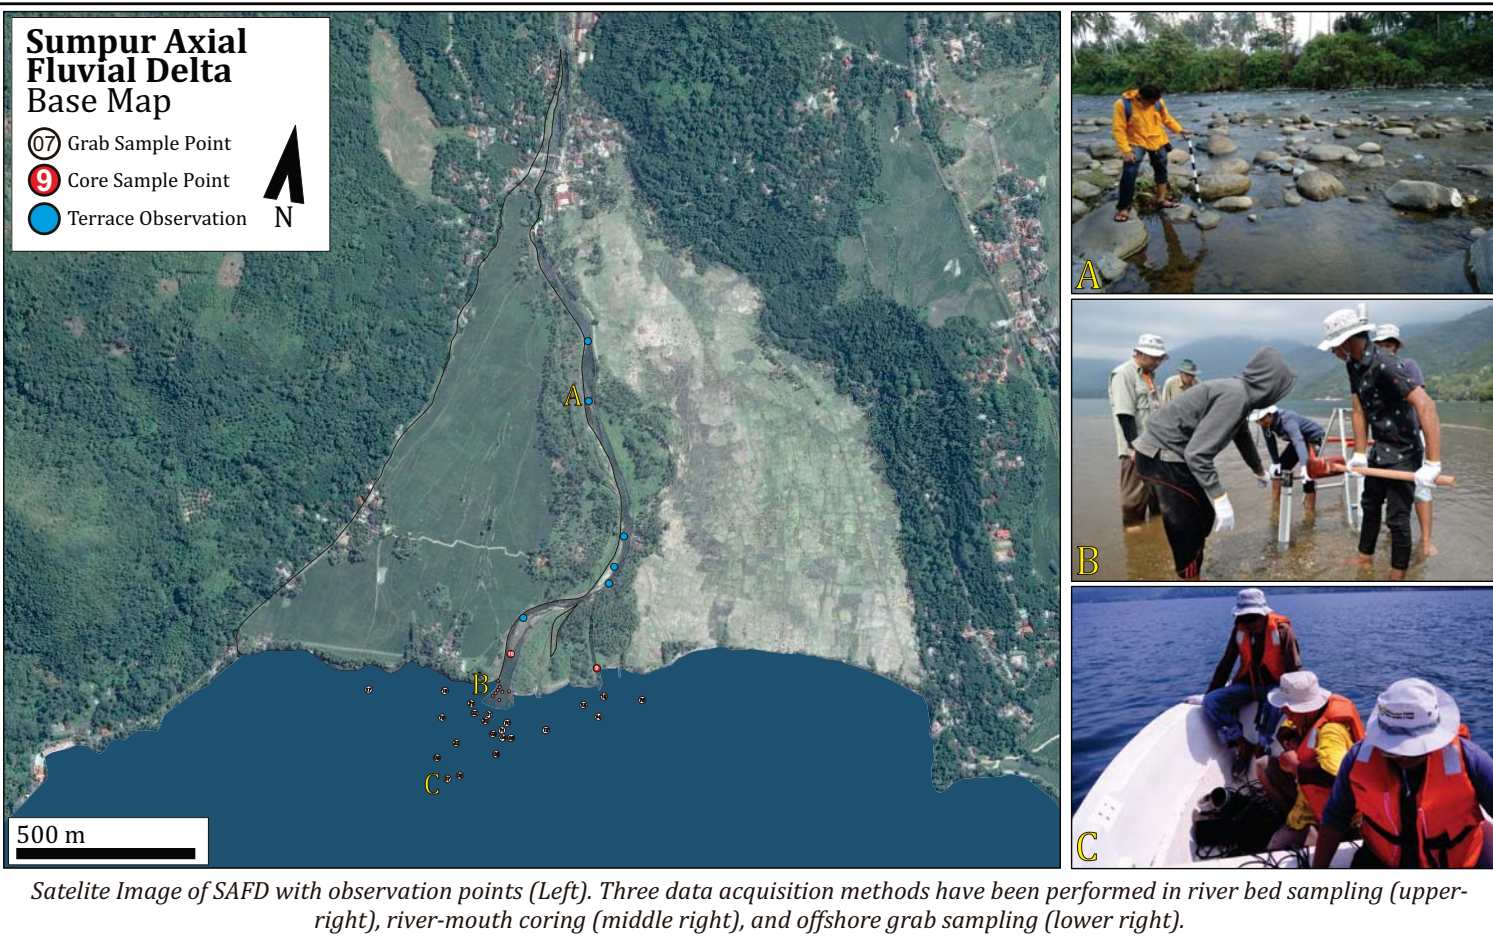 Sumpur Axial
Fluvial Delta
Base Map
07 Grab Sample Point
9 Core Sample Point
Terrace Observation
N
A
B
C
9
500 m
A
B
C
Satelite Image of SAFD with observation points (Left). Three data acquisition methods have been performed in river bed sampling (upper-
right), river-mouth coring (middle right), and offshore grab sampling (lower right).